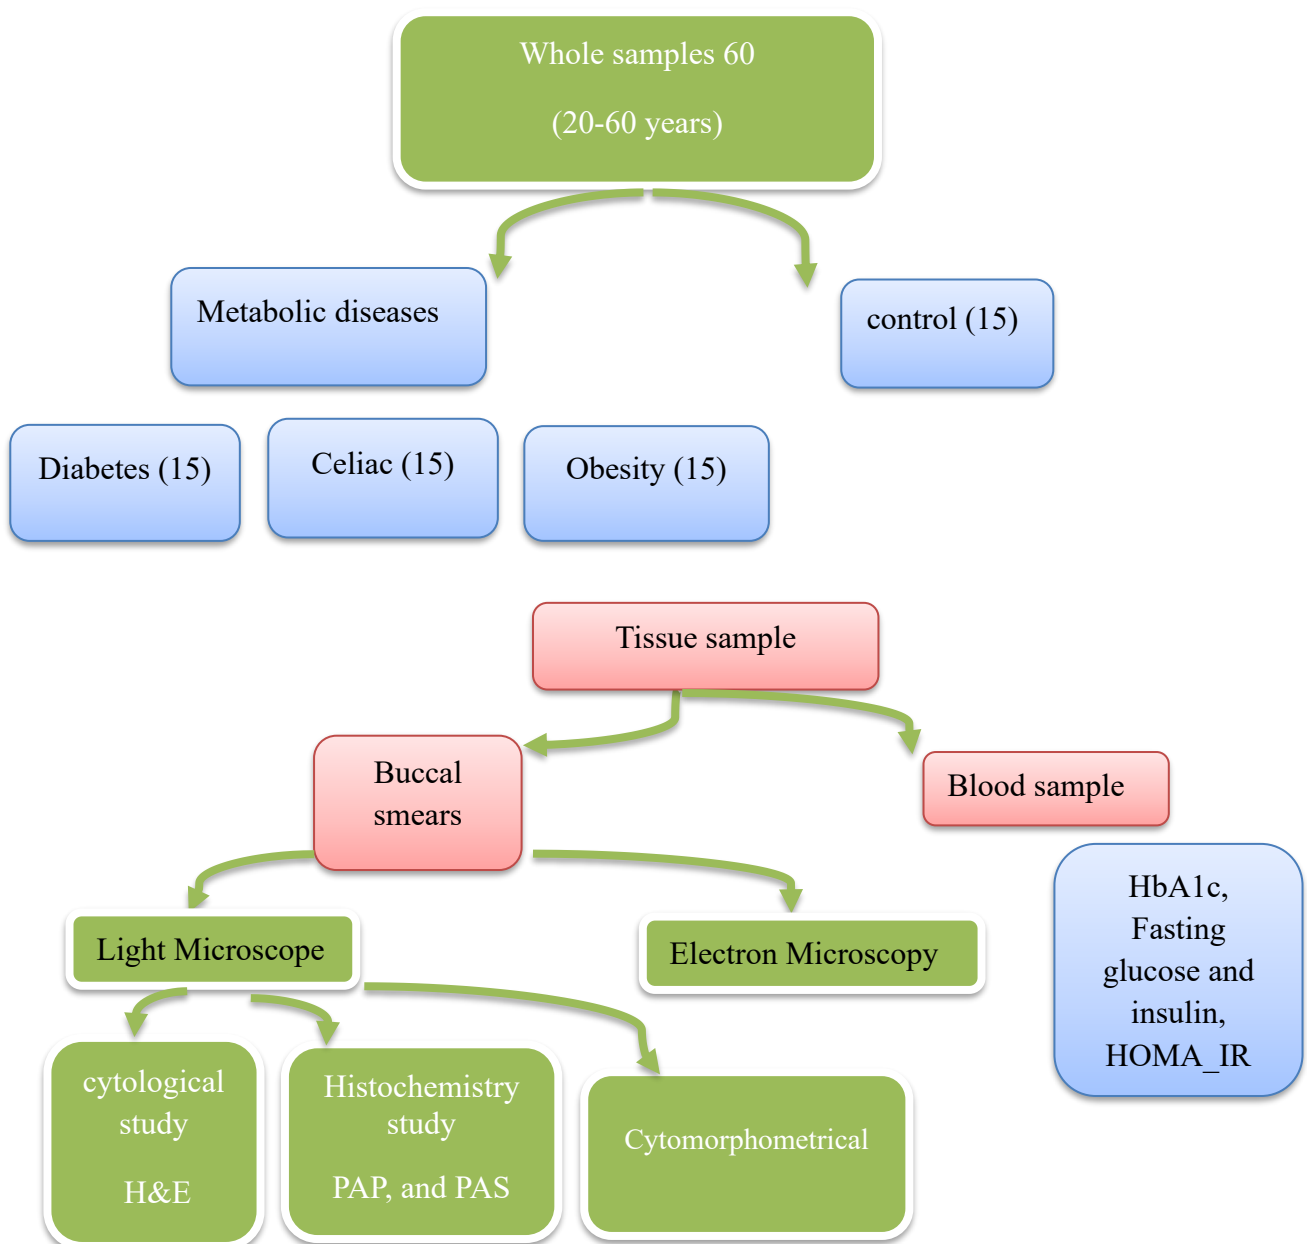 Whole samples 60
(20-60 years)
Metabolic diseases
control (15)
Diabetes (15)
Celiac (15)
Obesity (15)
Tissue sample
Buccal
smears
Blood sample
HbA1c,
Fasting
glucose and
insulin,
HOMA_IR
Light Microscope
Electron Microscopy
cytological
study
H&E
Histochemistry
study
PAP, and PAS
Cytomorphometrical